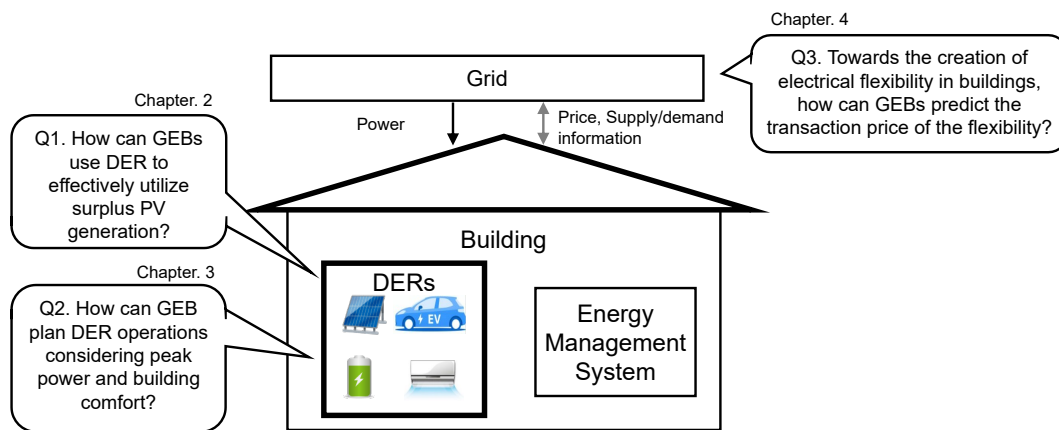 Chapter. 4
Q3. Towards the creation of
electrical flexibility in buildings,
how can GEBs predict the
transaction price of the flexibility?
Grid
Power
Price, Supply/demand
information
Chapter. 2
Q1. How can GEBs
use DER to
effectively utilize
surplus PV
generation?
Building
Chapter. 3
Q2. How can GEB
plan DER operations
considering peak
power and building
comfort?
DERs
EV
Energy
Management
System